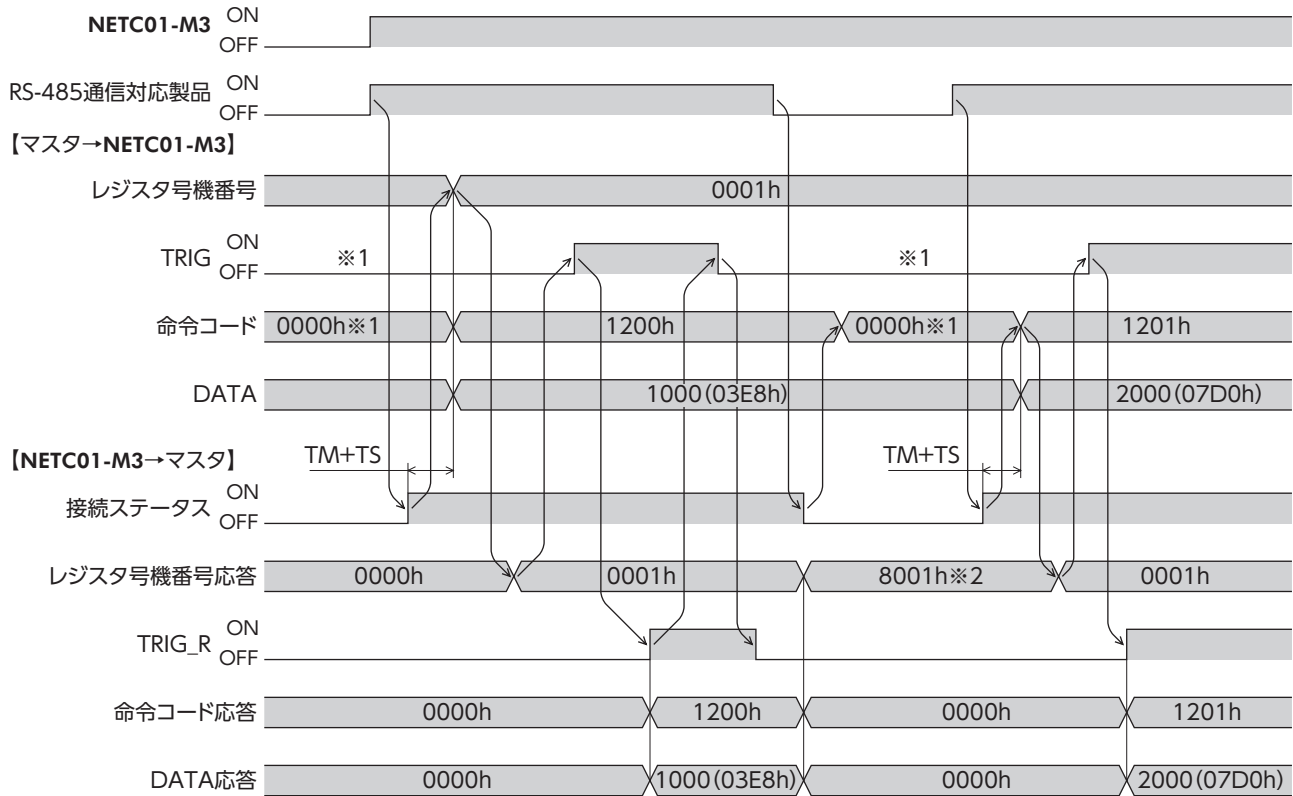 NETC01-M3 ON
OFF
RS-485通信対応製品 ON
OFF
【マスタ→NETC01-M3】
レジスタ号機番号 0001h
TRIG ON
OFF ※1 ※1
命令コード 0000h※1 1200h 0000h※1 1201h
DATA 1000(03E8h) 2000(07D0h)
【NETC01-M3→マスタ】 TM+TS TM+TS
接続ステータス ON
OFF
レジスタ号機番号応答 0000h 0001h 8001h※2 0001h
TRIG_R ON
OFF
命令コード応答 0000h 1200h 0000h 1201h
DATA応答 0000h 1000(03E8h) 0000h 2000(07D0h)